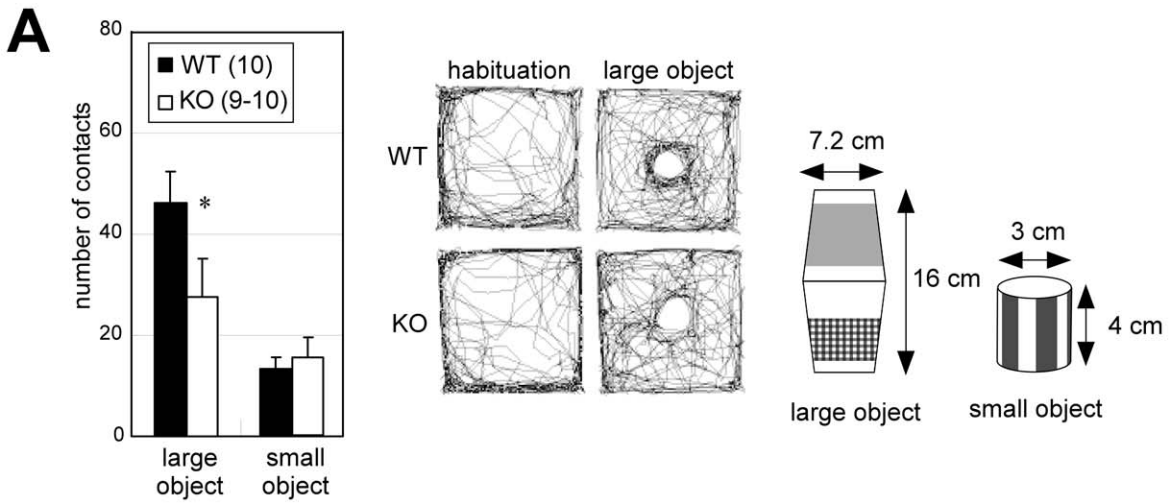 A
80
60
40
20
0
number of contacts
WT (10)
KO (9-10)
*
large
object
small
object
habituation
large object
WT
KO
7.2 cm
16 cm
large object
3 cm
4 cm
small object